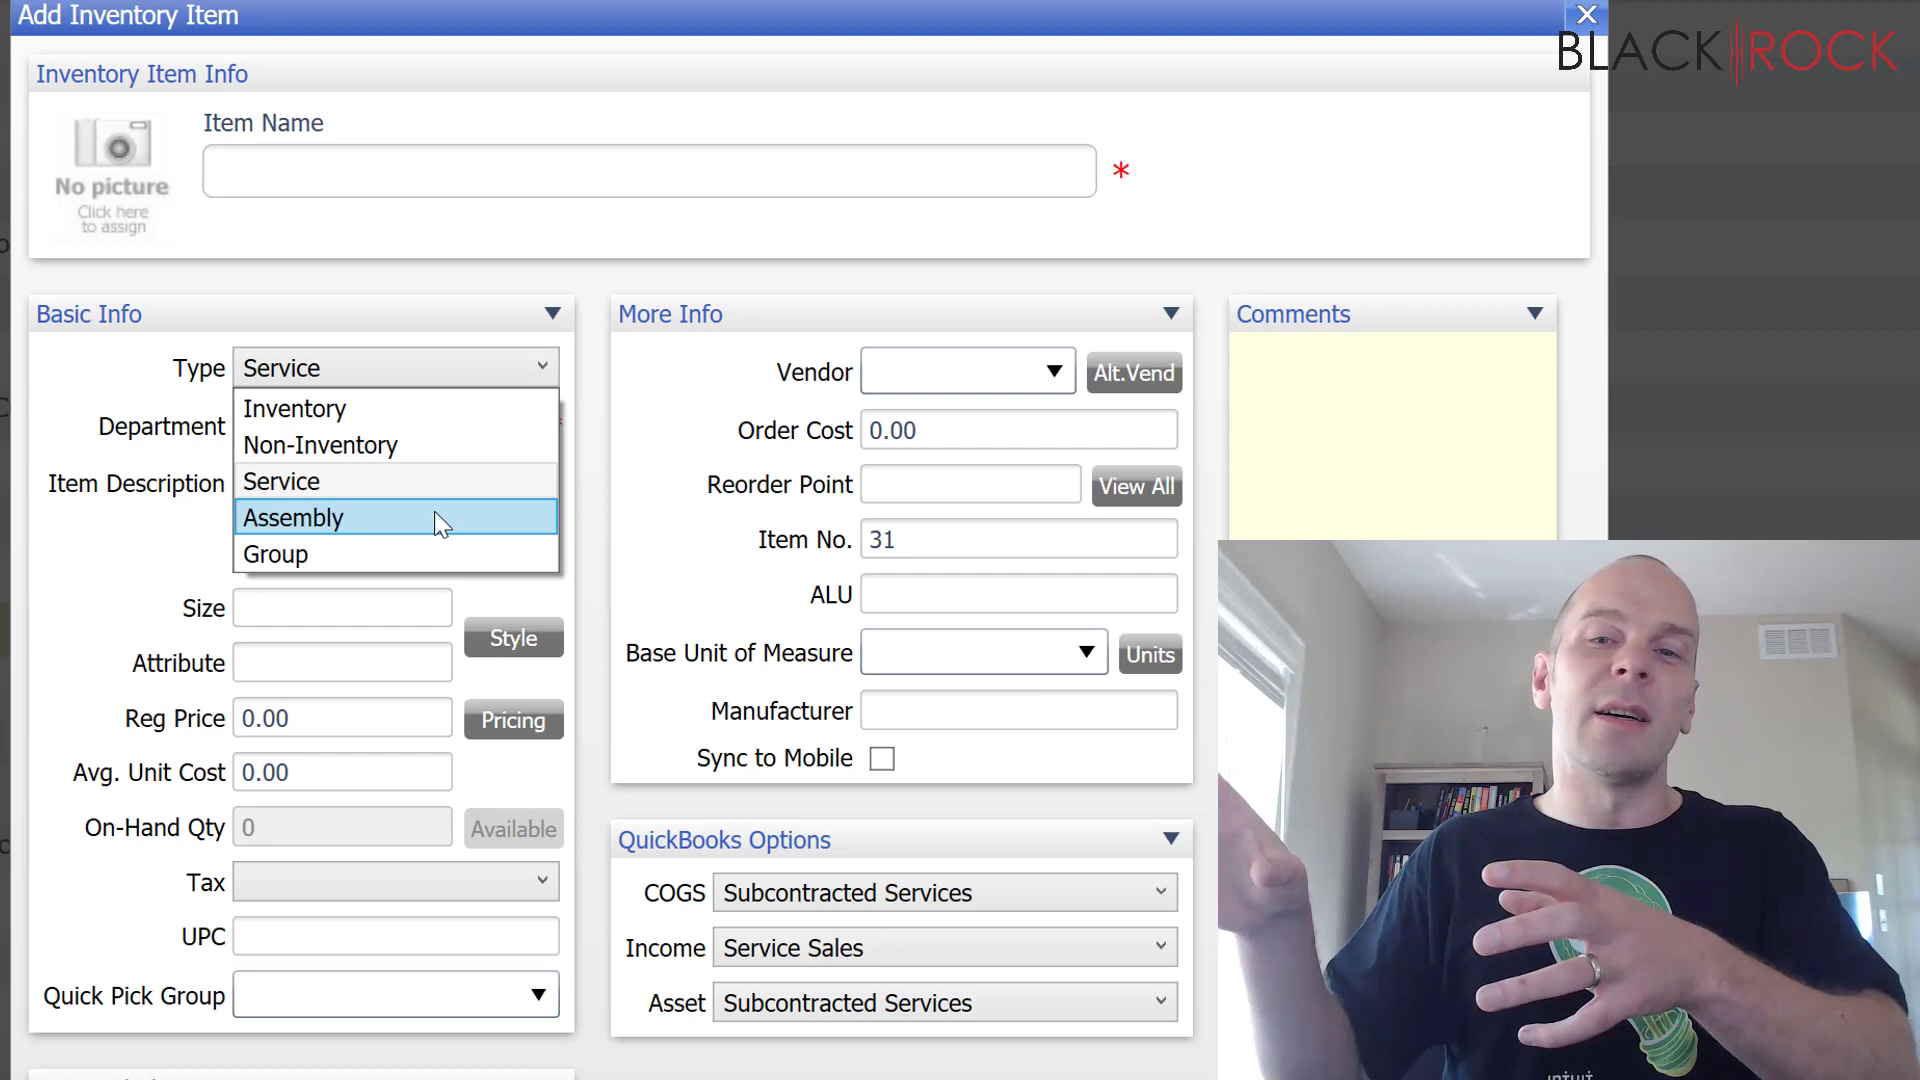 Add Inventory Item
BLACK ROCK
Inventory Item Info
Item Name
*
No picture
Click here
to assign
Basic Info
Type Service
Inventory
Non-Inventory
Service
Assembly
Group
Department
Item Description
Size
Style
Attribute
Reg Price 0.00 Pricing
Avg. Unit Cost 0.00
On-Hand Qty 0 Available
Tax
UPC
Quick Pick Group
More Info
Vendor Alt.Vend
Order Cost 0.00
Reorder Point View All
Item No. 31
ALU
Base Unit of Measure Units
Manufacturer
Sync to Mobile
QuickBooks Options
COGS Subcontracted Services
Income Service Sales
Asset Subcontracted Services
Comments
intuit